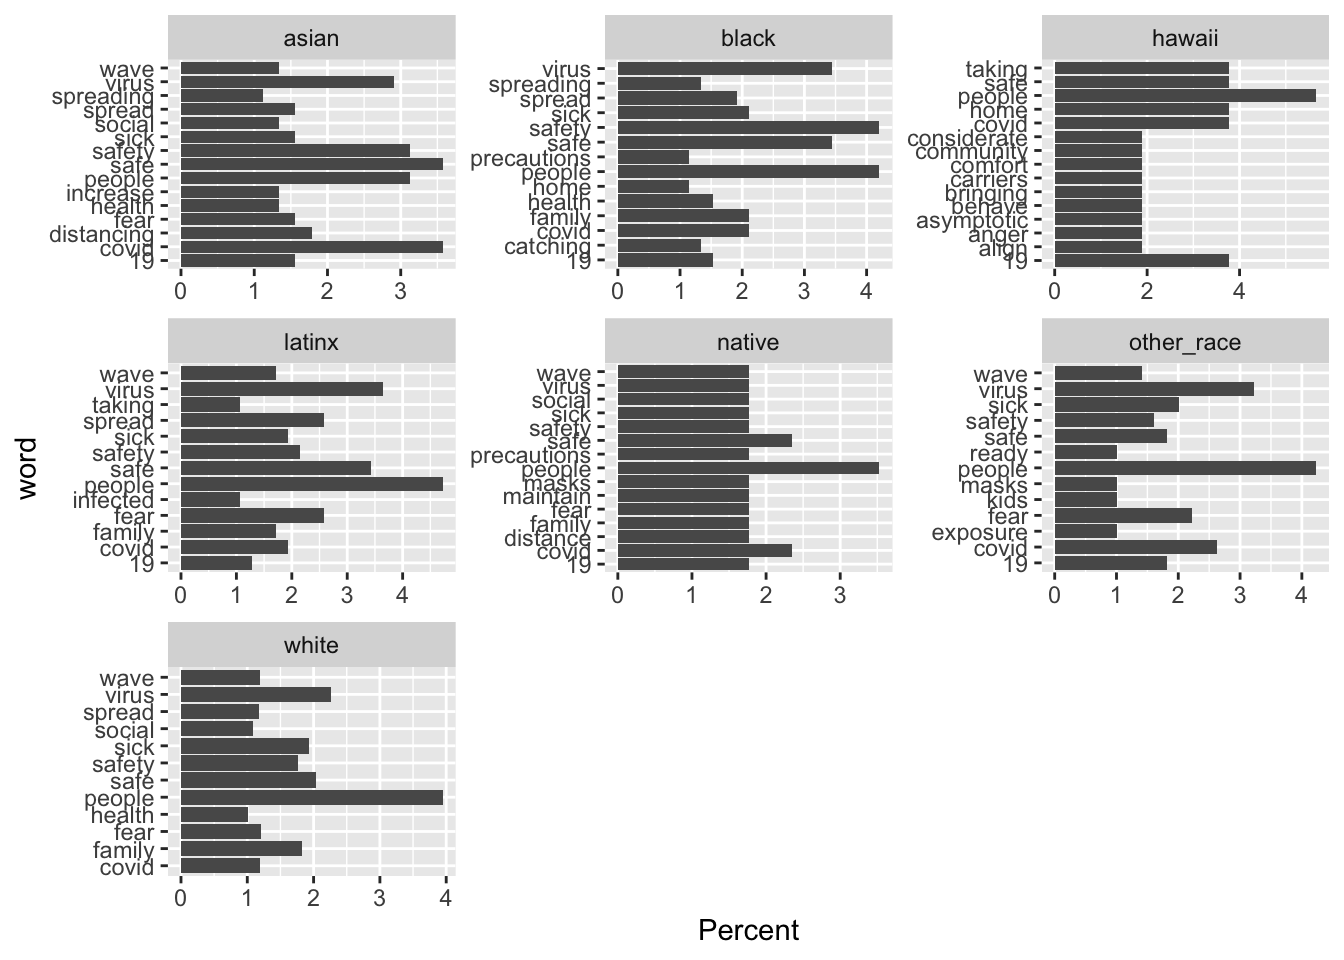 asian
wave
virus
spreading
spread
social
sick
safety
safe
people
increase
health
fear
distancing
covid
19
0 1 2 3
black
virus
spreading
spread
sick
safety
safe
precautions
people
home
health
family
covid
catching
19
0 1 2 3 4
hawaii
taking
safe
people
home
covid
considerate
community
comfort
carriers
bringing
behave
asymptotic
anger
align
19
0 2 4
latinx
wave
virus
taking
spread
sick
safety
safe
people
infected
fear
family
covid
19
0 1 2 3 4
native
wave
virus
social
sick
safety
safe
precautions
people
masks
maintain
fear
family
distance
covid
19
0 1 2 3
other_race
wave
virus
sick
safety
safe
ready
people
masks
kids
fear
exposure
covid
19
0 1 2 3 4
white
wave
virus
spread
social
sick
safety
safe
people
health
fear
family
covid
0 1 2 3 4
word
Percent